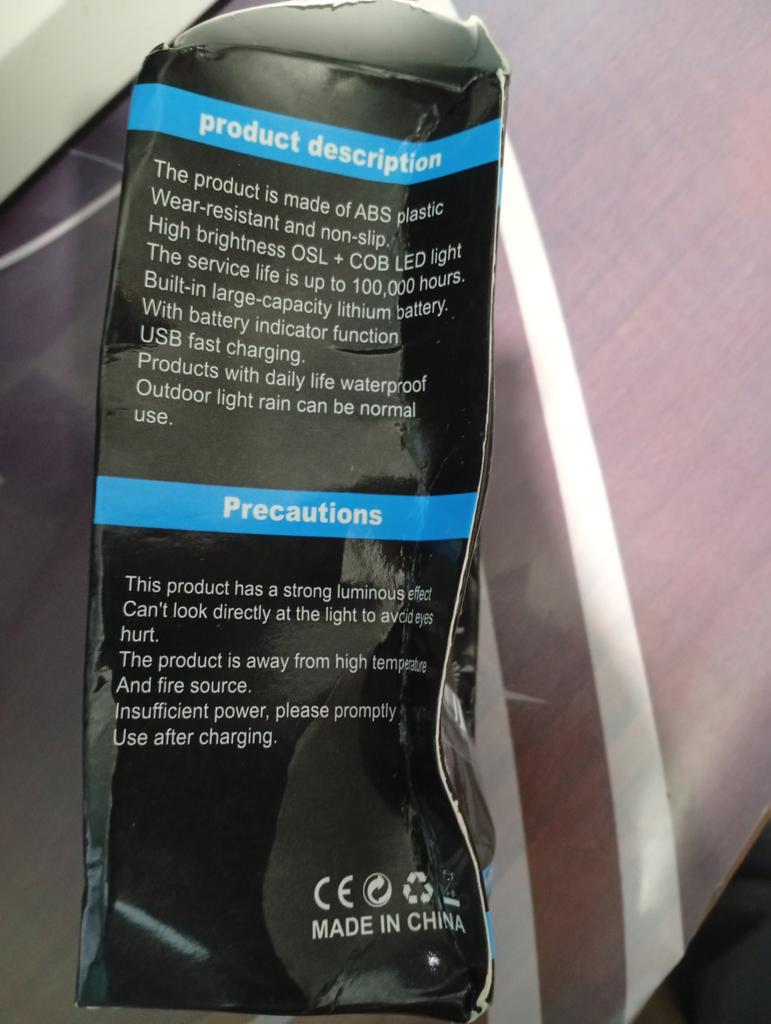 product description
The product is made of ABS plastic
Wear-resistant and non-slip.
High brightness OSL + COB LED light
The service life is up to 100,000 hours.
Built-in large-capacity lithium battery.
With battery indicator function
USB fast charging.
Products with daily life waterproof
Outdoor light rain can be normal
use.
Precautions
This product has a strong luminous effect
Can't look directly at the light to avoid eyes
hurt.
The product is away from high temperature
And fire source.
Insufficient power, please promptly
Use after charging.
CE
MADE IN CHINA